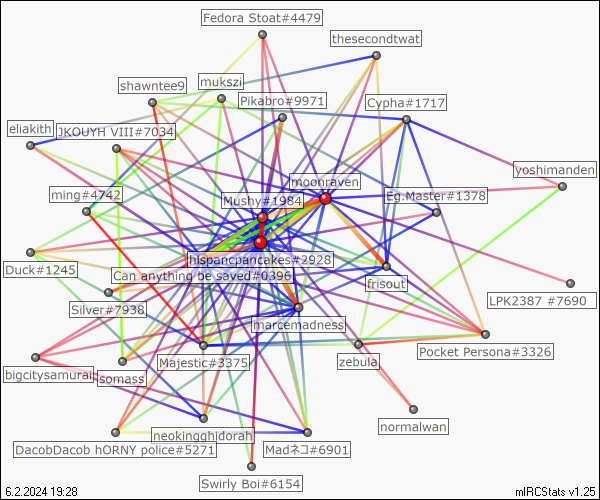 Fedora Stoat#4479
thesecondtwat
shawntee9
mukszi
Pikabro#9971
Cypha#1717
eliakith
JKOUYH VIII#7034
yoshimanden
moonraven
ming#4742
Mushy#1984
Eg.Master#1378
hispancpancakes#2928
Duck#1245
Can anything be saved#0396
frisout
LPK2387 #7690
Silver#7938
marcemadness
Pocket Persona#3326
bigcitysamurai
somass
Majestic#3375
zebula
normalwan
neokingghidorah
DacobDacob hORNY police#5271
Madネコ#6901
Swirly Boi#6154
6.2.2024 19:28
mIRCStats v1.25